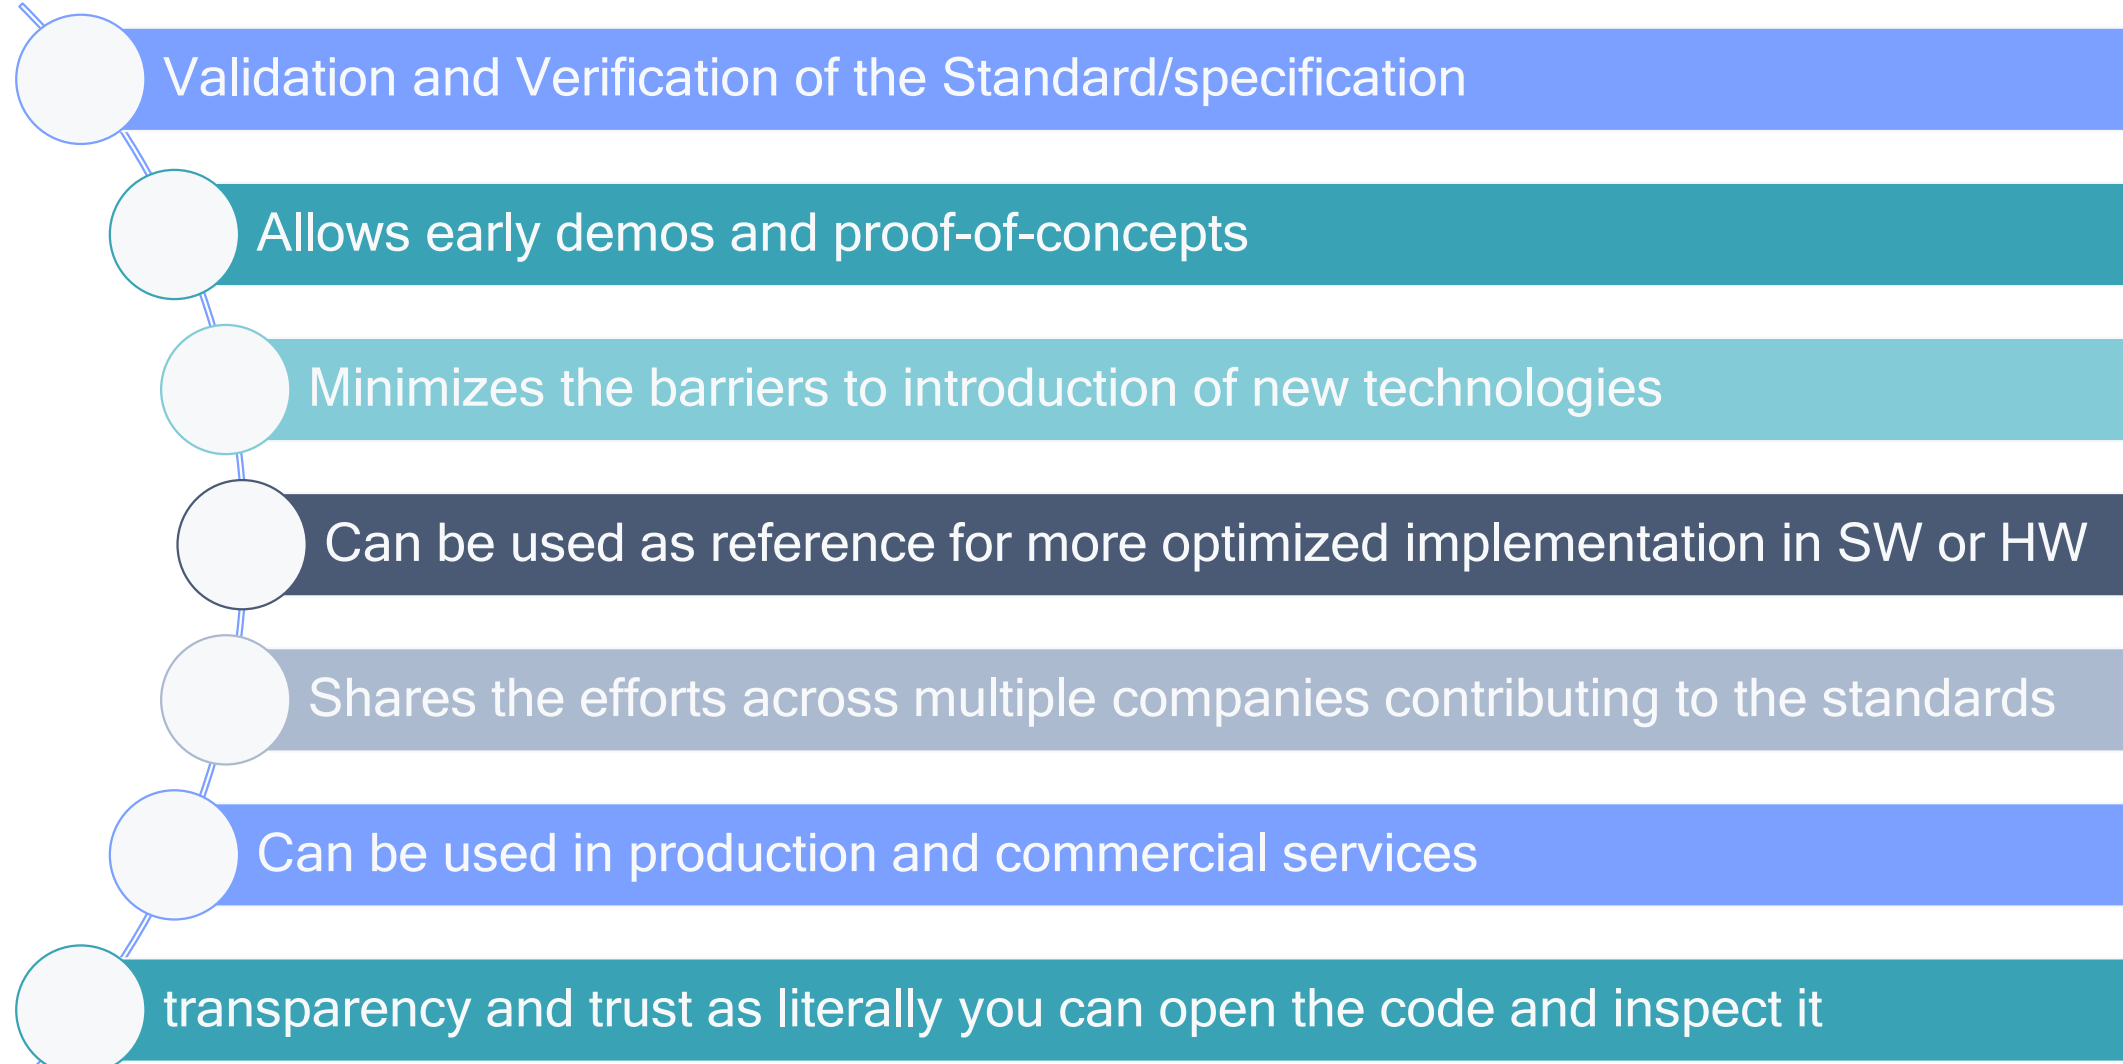 Validation and Verification of the Standard/specification
Allows early demos and proof-of-concepts
Minimizes the barriers to introduction of new technologies
Can be used as reference for more optimized implementation in SW or HW
Shares the efforts across multiple companies contributing to the standards
Can be used in production and commercial services
transparency and trust as literally you can open the code and inspect it